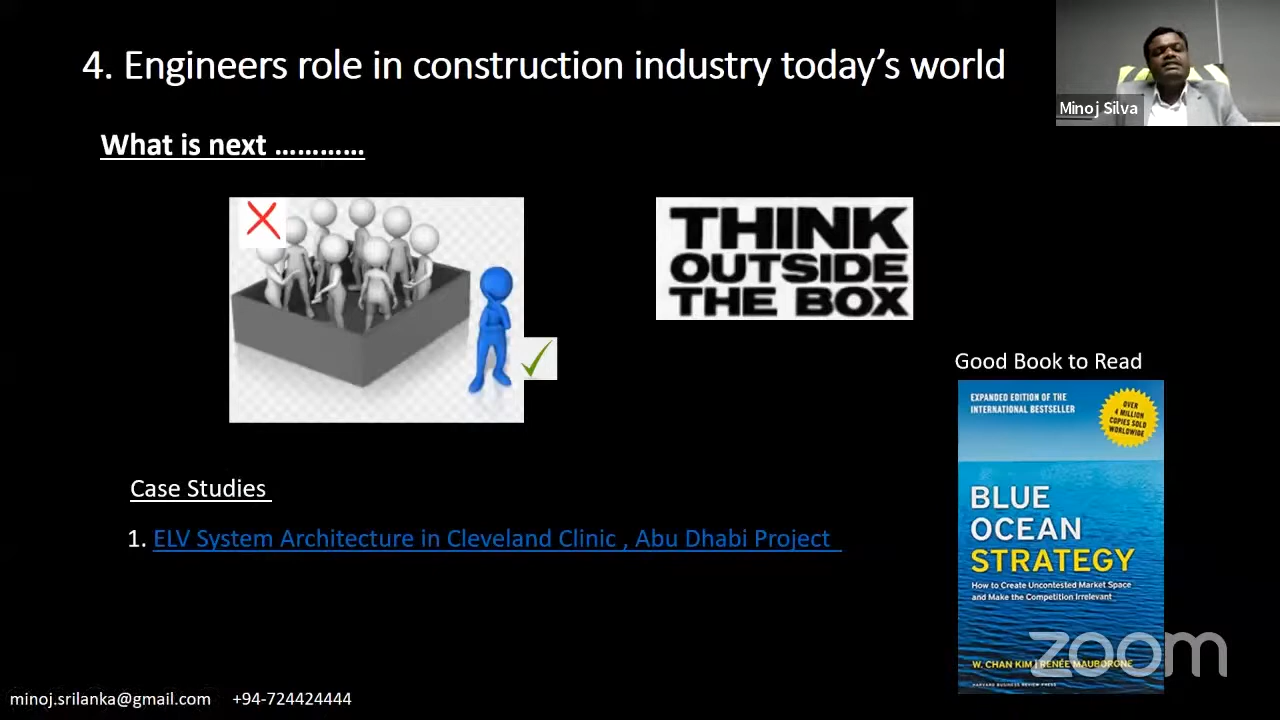 4. Engineers role in construction industry today’s world
Minoj Silva
What is next …………
THINK
OUTSIDE
THE BOX
Good Book to Read
EXPANDED EDITION OF THE
INTERNATIONAL BESTSELLER
OVER
4 MILLION
COPIES SOLD
WORLDWIDE
BLUE
OCEAN
STRATEGY
How to Create Uncontested Market Space
and Make the Competition Irrelevant
W. CHAN KIM | RENÉE MAUBORGNE
HARVARD BUSINESS REVIEW PRESS
Case Studies
1. ELV System Architecture in Cleveland Clinic , Abu Dhabi Project
zoom
minoj.srilanka@gmail.com +94-724424444